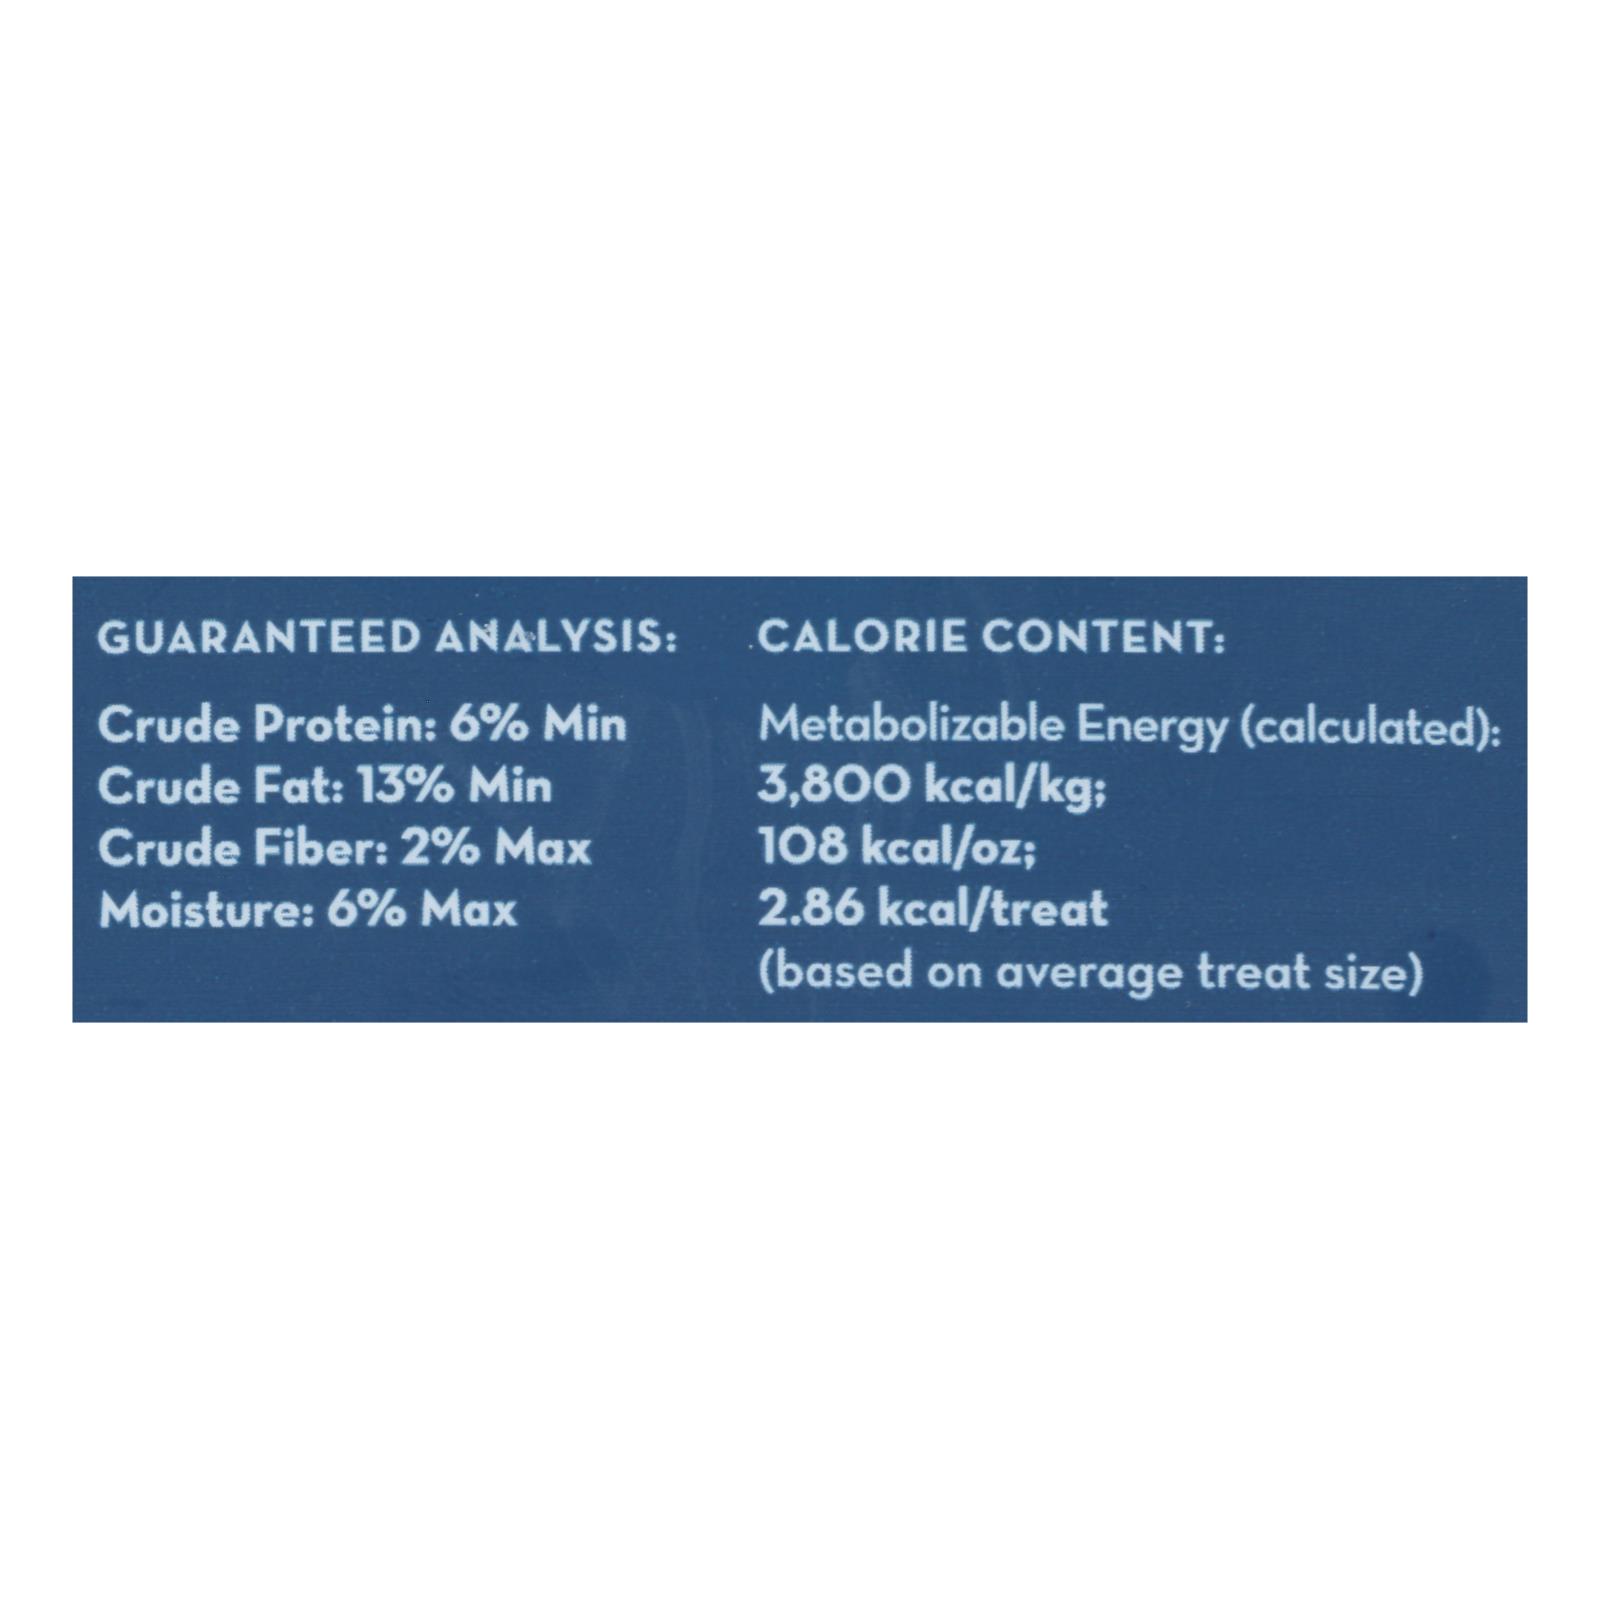 GUARANTEED ANALYSIS:
Crude Protein: 6% Min
Crude Fat: 13% Min
Crude Fiber: 2% Max
Moisture: 6% Max
CALORIE CONTENT:
Metabolizable Energy (calculated):
3,800 kcal/kg;
108 kcal/oz;
2.86 kcal/treat
(based on average treat size)